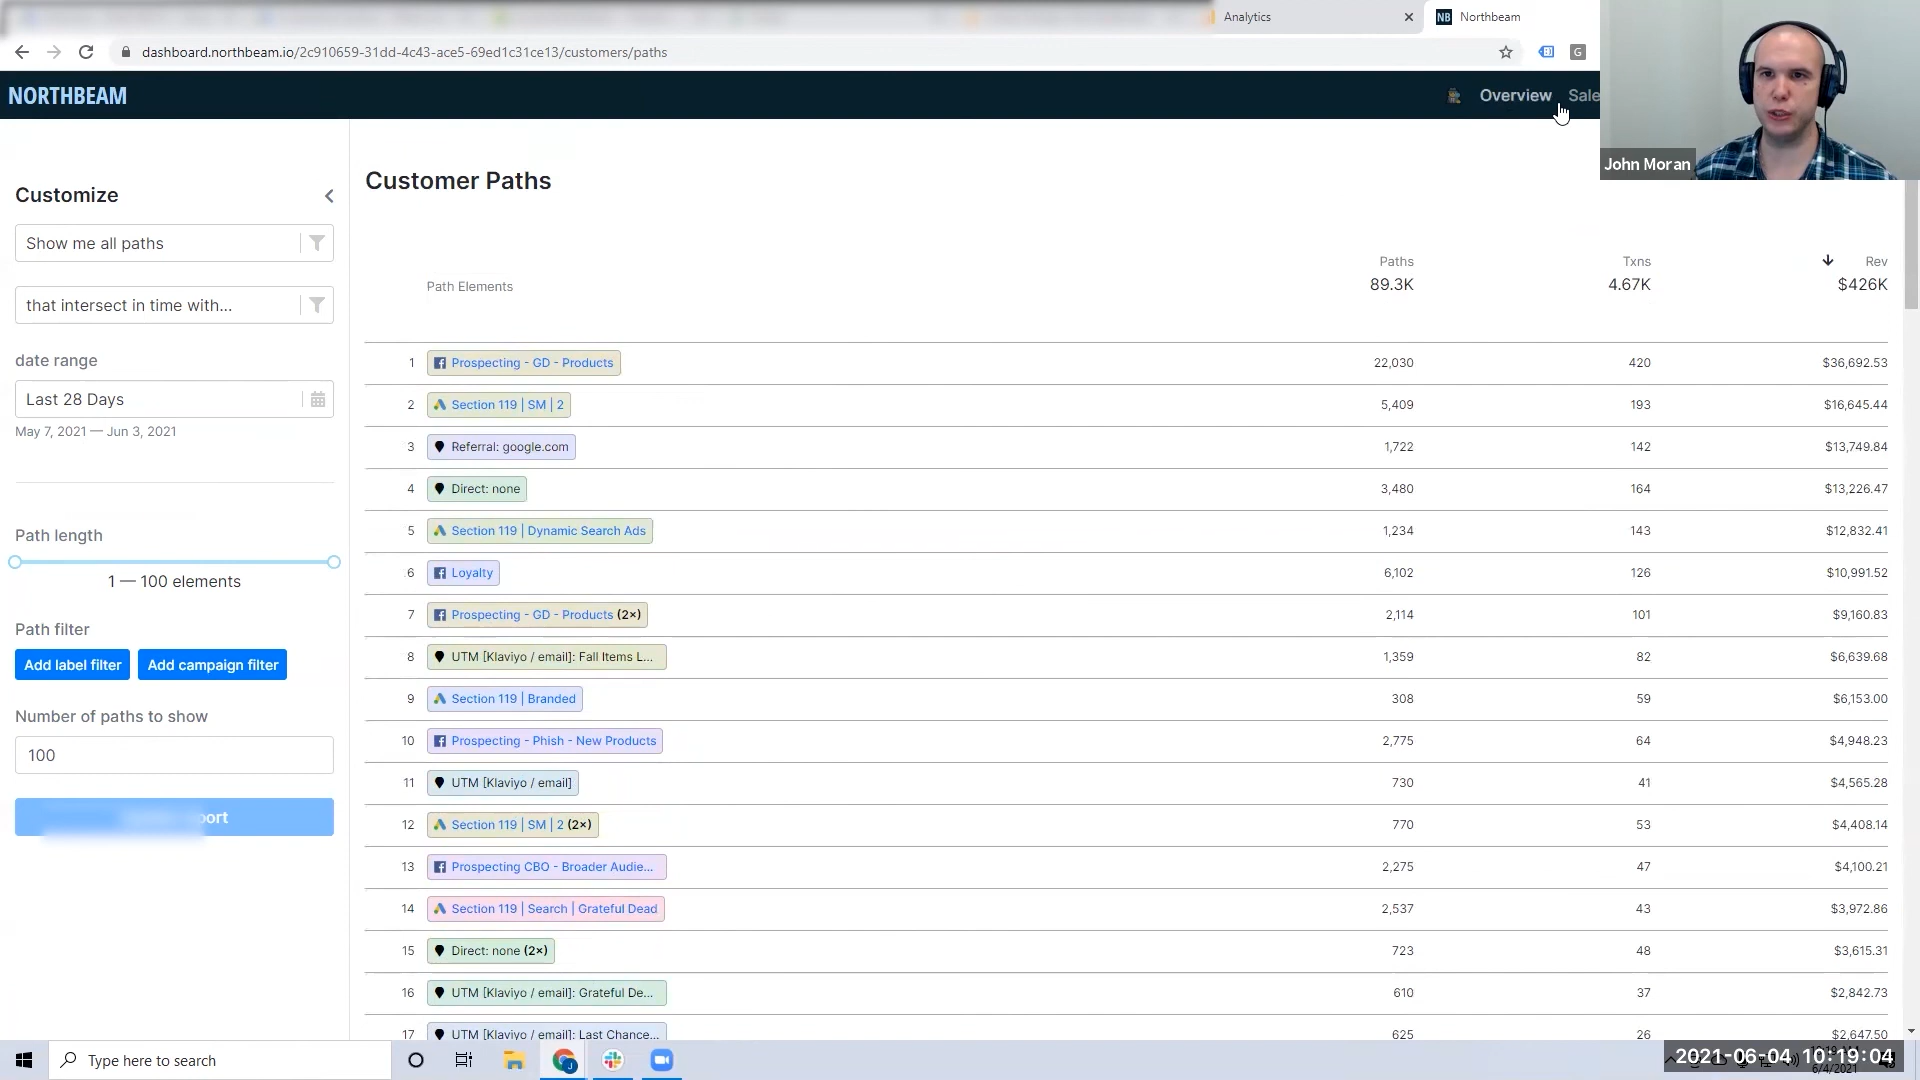 Analytics
Northbeam
dashboard.northbeam.io/2c910659-31dd-4c43-ace5-69ed1c31ce13/customers/paths
NORTHBEAM
Overview Sale
John Moran
Customize
Show me all paths
that intersect in time with...
date range
Last 28 Days
May 7, 2021 — Jun 3, 2021
Path length
1 — 100 elements
Path filter
Add label filter Add campaign filter
Number of paths to show
100
ort
Customer Paths
Paths Txns Rev
Path Elements 89.3K 4.67K $426K
1 Prospecting - GD - Products 22,030 420 $36,692.53
2 Section 119 | SM | 2 5,409 193 $16,645.44
3 Referral: google.com 1,722 142 $13,749.84
4 Direct: none 3,480 164 $13,226.47
5 Section 119 | Dynamic Search Ads 1,234 143 $12,832.41
6 Loyalty 6,102 126 $10,991.52
7 Prospecting - GD - Products (2×) 2,114 101 $9,160.83
8 UTM [Klaviyo / email]: Fall Items L... 1,359 82 $6,639.68
9 Section 119 | Branded 308 59 $6,153.00
10 Prospecting - Phish - New Products 2,775 64 $4,948.23
11 UTM [Klaviyo / email] 730 41 $4,565.28
12 Section 119 | SM | 2 (2×) 770 53 $4,408.14
13 Prospecting CBO - Broader Audie... 2,275 47 $4,100.21
14 Section 119 | Search | Grateful Dead 2,537 43 $3,972.86
15 Direct: none (2×) 723 48 $3,615.31
16 UTM [Klaviyo / email]: Grateful De... 610 37 $2,842.73
17 UTM [Klaviyo / email]: Last Chance... 625 26 $2,647.50
Type here to search
2021-06-04 10:19:04
6/4/2021